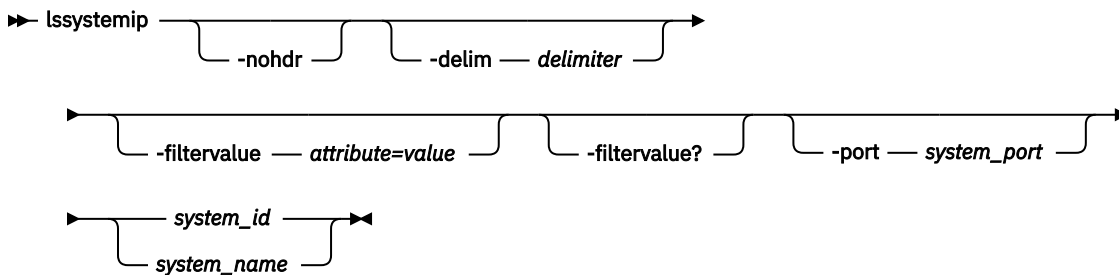 lssystemip
-nohdr -delim delimiter
-filtervalue attribute=value -filtervalue? -port system_port
system_id
system_name